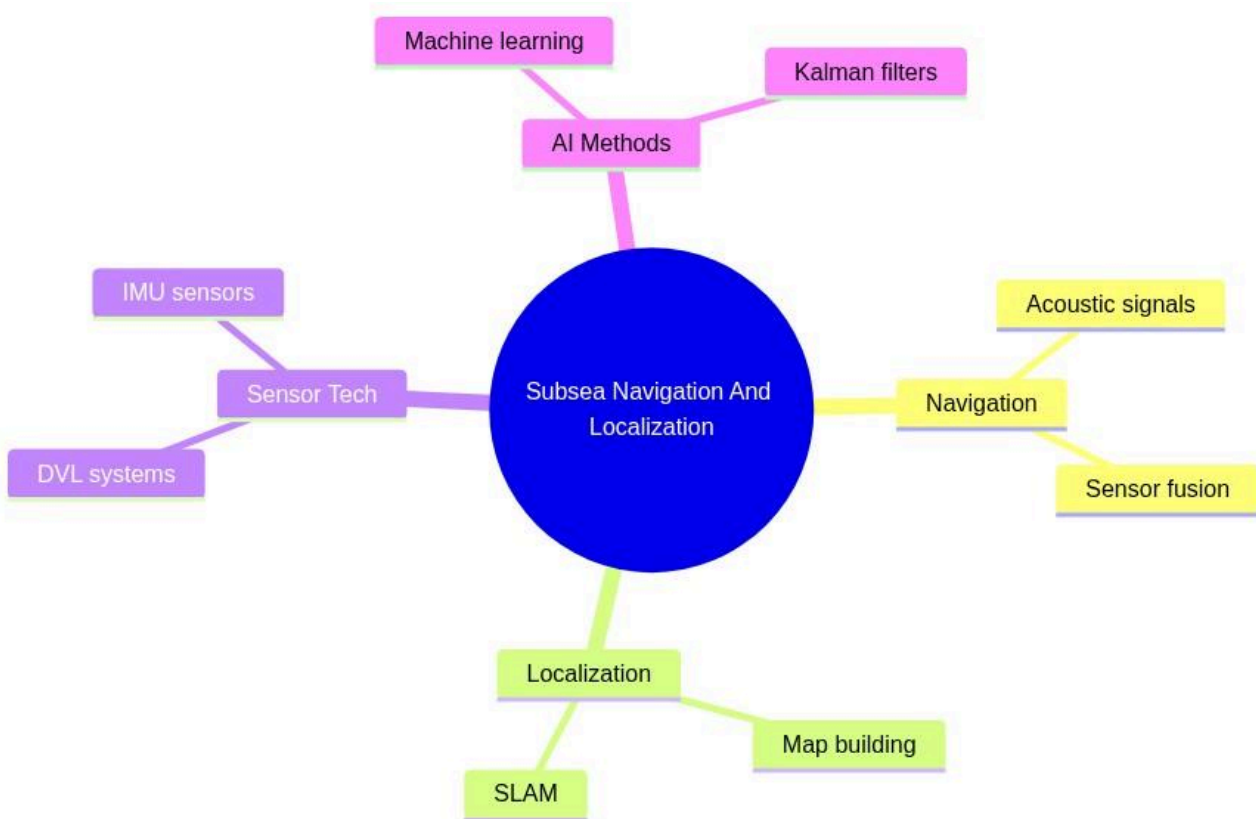 Machine learning
Kalman filters
AI Methods
IMU sensors
Acoustic signals
Sensor Tech
Subsea Navigation And
Localization
Navigation
DVL systems
Sensor fusion
Localization
Map building
SLAM